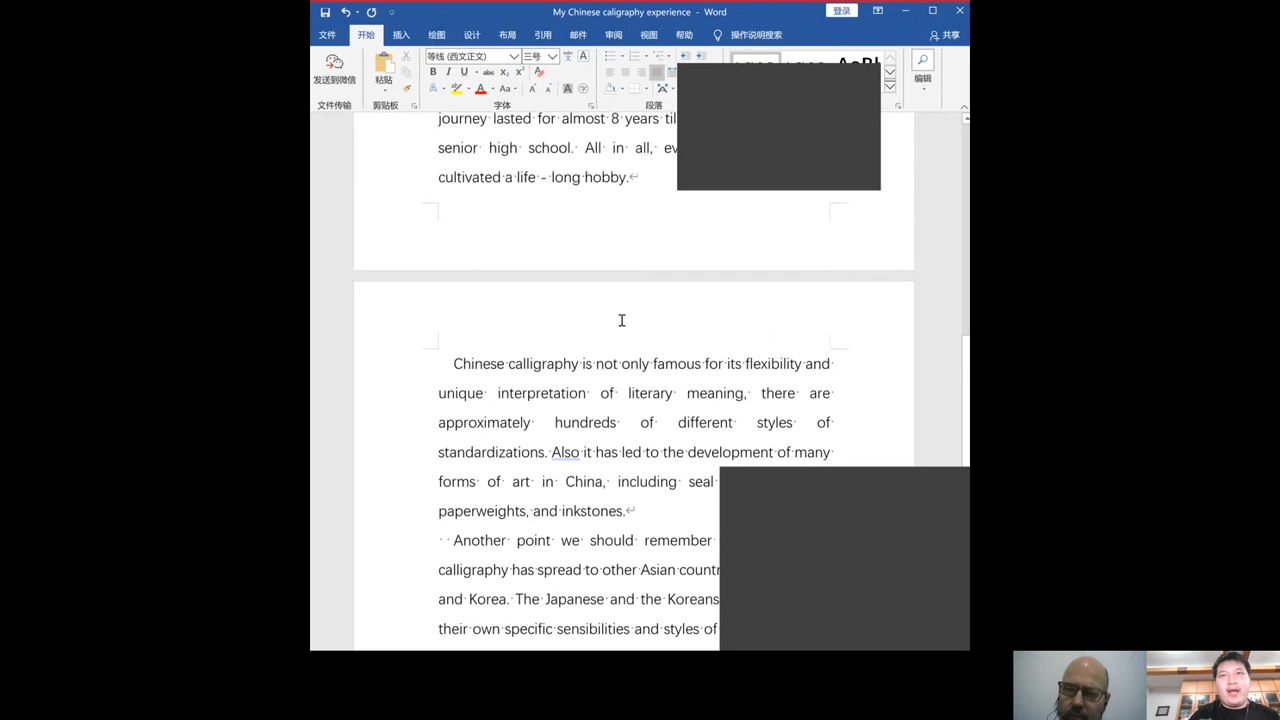 My Chinese caligraphy experience - Word
登录
文件 开始 插入 绘图 设计 布局 引用 邮件 审阅 视图 帮助 操作说明搜索 共享
等线 (西文正文) 三号
发送到微信 粘贴 编辑
文件传输 剪贴板 字体 段落
journey lasted for almost 8 years
senior high school. All in all,
cultivated a life - long hobby.
Chinese calligraphy is not only famous for its flexibility and
unique interpretation of literary meaning, there are
approximately hundreds of different styles of
standardizations. Also it has led to the development of many
forms of art in China, including seal
paperweights, and inkstones.
Another point we should remember
calligraphy has spread to other Asian
and Korea. The Japanese and the Koreans
their own specific sensibilities and styles of